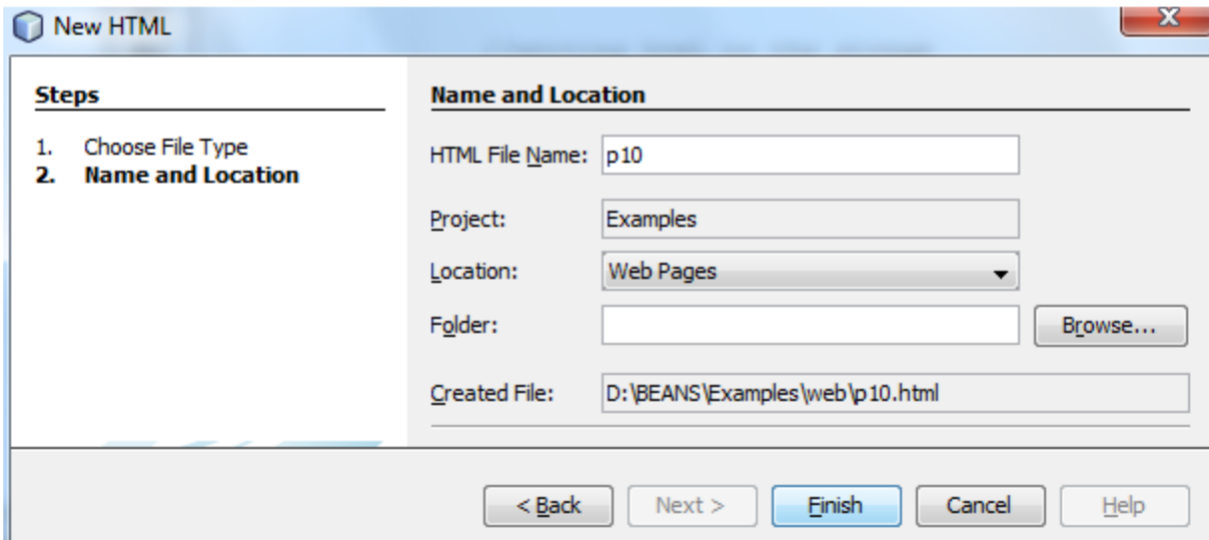 New HTML
Steps
1. Choose File Type
2. Name and Location
Name and Location
HTML File Name: p10
Project: Examples
Location: Web Pages
Folder:
Browse...
Created File: D:\BEANS\Examples\web\p10.html
< Back Next > Finish Cancel Help